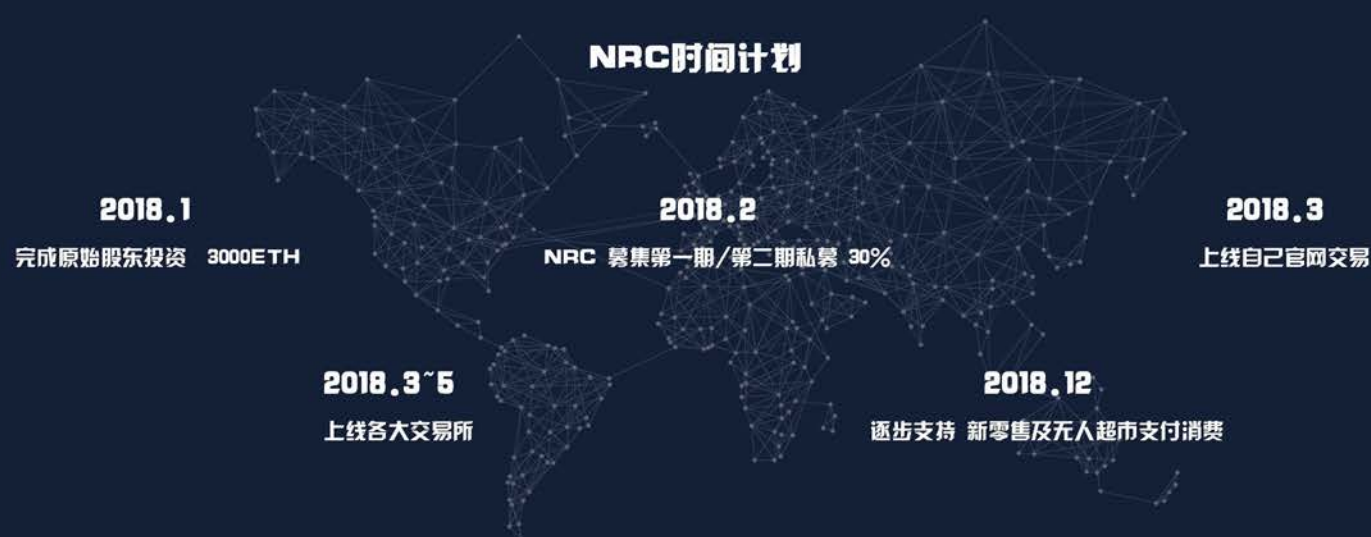 NRC时间计划
2018.1
完成原始股东投资 3000ETH
2018.2
NRC 募集第一期/第二期私募 30%
2018.3
上线自己官网交易
2018.3~5
上线各大交易所
2018.12
逐步支持 新零售及无人超市支付消费